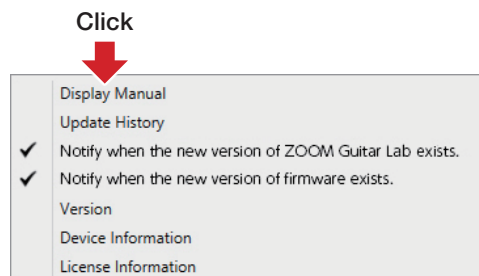 Click
Display Manual
Update History
Notify when the new version of ZOOM Guitar Lab exists.
Notify when the new version of firmware exists.
Version
Device Information
License Information